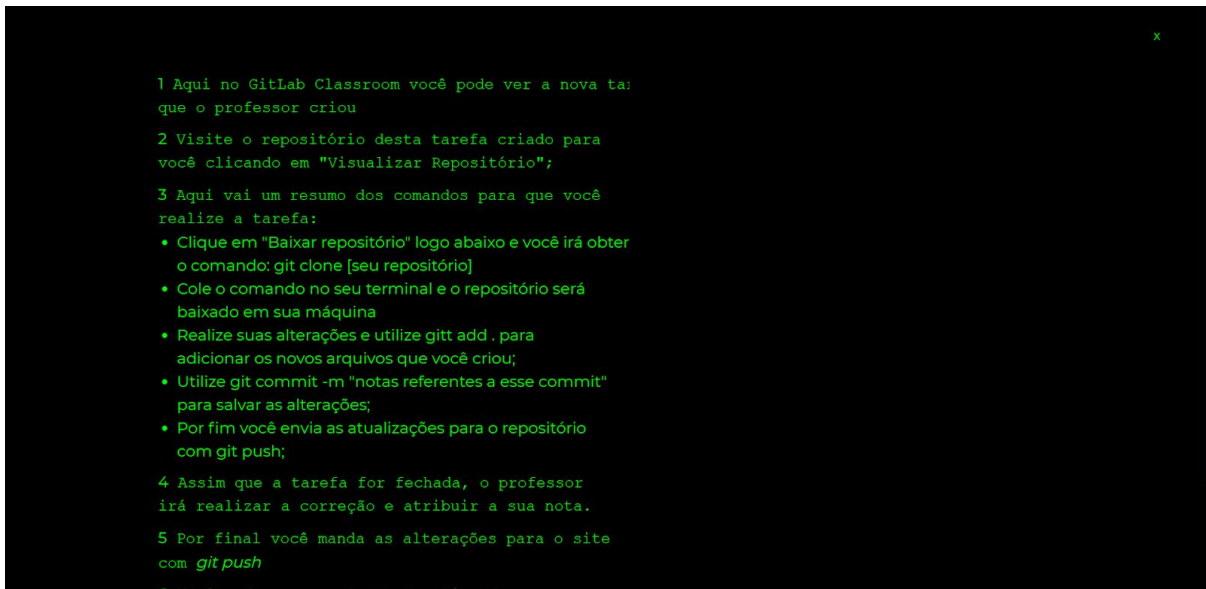 x
1 Aqui no GitLab Classroom você pode ver a nova
que o professor criou
2 Visite o repositório desta tarefa criado para
você clicando em "Visualizar Repositório";
3 Aqui vai um resumo dos comandos para que você
realize a tarefa:
• Clique em "Baixar repositório" logo abaixo e você irá obter
o comando: git clone [seu repositório]
• Cole o comando no seu terminal e o repositório será
baixado em sua máquina
• Realize suas alterações e utilize gitt add . para
adicionar os novos arquivos que você criou;
• Utilize git commit -m "notas referentes a esse commit"
para salvar as alterações;
• Por fim você envia as atualizações para o repositório
com git push;
4 Assim que a tarefa for fechada, o professor
irá realizar a correção e atribuir a sua nota.
5 Por final você manda as alterações para o site
com git push